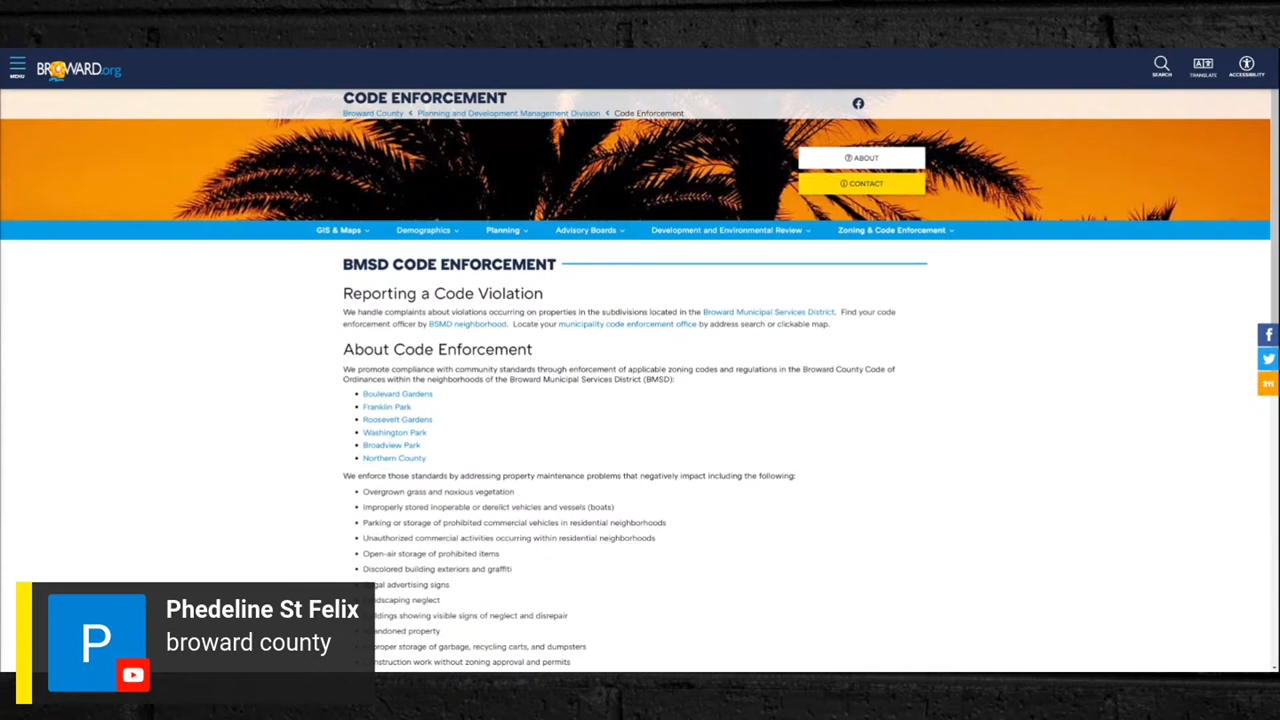 MENU
BROWARD.org
SEARCH
TRANSLATE
ACCESSIBILITY
CODE ENFORCEMENT
Broward County < Planning and Development Management Division < Code Enforcement
ABOUT
CONTACT
GIS & Maps
Demographics
Planning
Advisory Boards
Development and Environmental Review
Zoning & Code Enforcement
BMSD CODE ENFORCEMENT
Reporting a Code Violation
We handle complaints about violations occurring on properties in the subdivisions located in the Broward Municipal Services District. Find your code
enforcement officer by BSMD neighborhood. Locate your municipality code enforcement office by address search or clickable map.
About Code Enforcement
We promote compliance with community standards through enforcement of applicable zoning codes and regulations in the Broward County Code of
Ordinances within the neighborhoods of the Broward Municipal Services District (BMSD):
• Boulevard Gardens
• Franklin Park
• Roosevelt Gardens
• Washington Park
• Broadview Park
• Northern County
We enforce those standards by addressing property maintenance problems that negatively impact including the following:
• Overgrown grass and noxious vegetation
• Improperly stored inoperable or derelict vehicles and vessels (boats)
• Parking or storage of prohibited commercial vehicles in residential neighborhoods
• Unauthorized commercial activities occurring within residential neighborhoods
• Open-air storage of prohibited items
• Discolored building exteriors and graffiti
advertising signs
neglect
showing visible signs of neglect and disrepair
property
storage of garbage, recycling carts, and dumpsters
work without zoning approval and permits
311
P
Phedeline St Felix
broward county